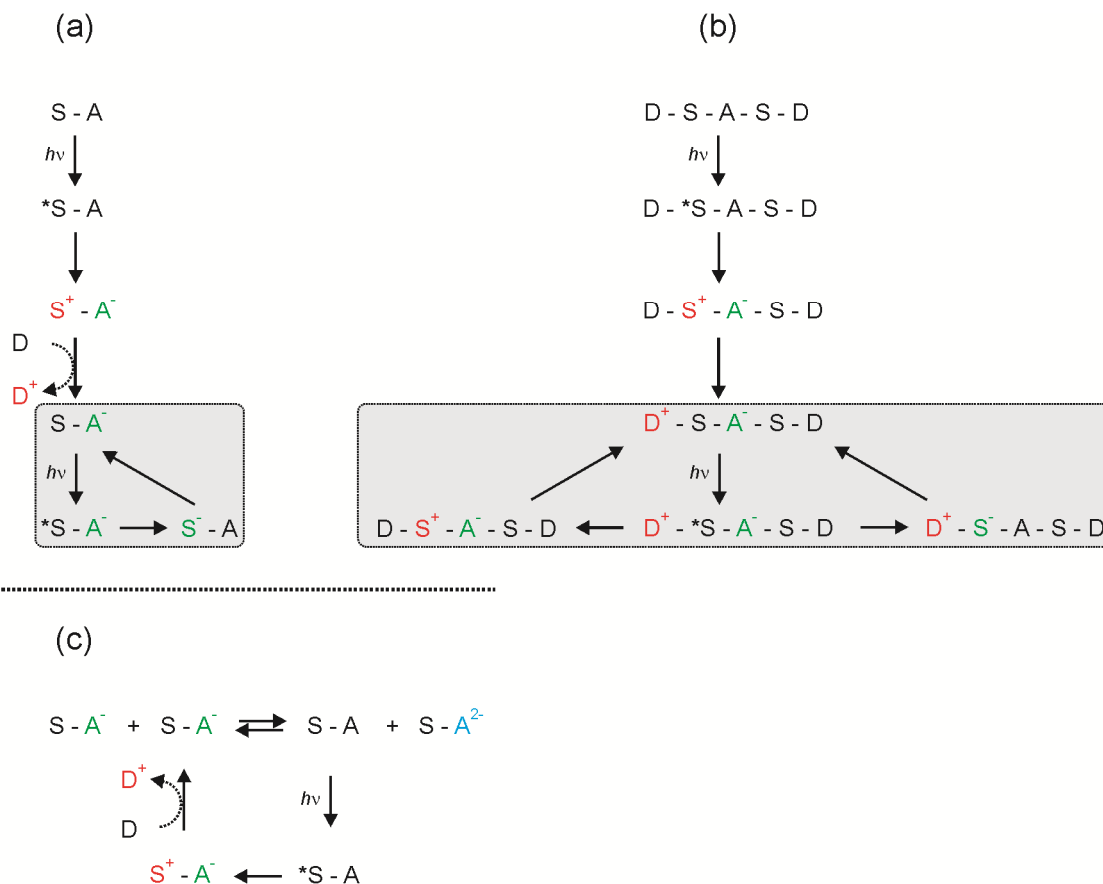 (a)
S - A
hν
*S - A
S⁺ - A⁻
D
D⁺
S - A⁻
hν
*S - A⁻
S⁻ - A
(b)
D - S - A - S - D
hν
D - *S - A - S - D
D - S⁺ - A⁻ - S - D
D⁺ - S - A⁻ - S - D
hν
D - S⁺ - A⁻ - S - D
D⁺ - *S - A⁻ - S - D
D⁺ - S⁻ - A - S - D
(c)
S - A⁻ + S - A⁻
S - A + S - A²⁻
D⁺
D
hν
S⁺ - A⁻
*S - A